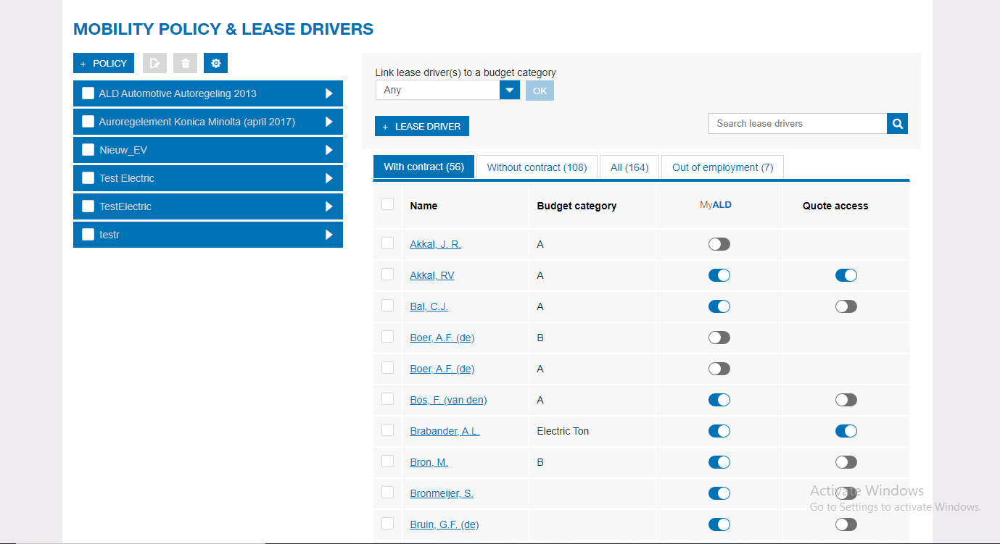 MOBILITY POLICY & LEASE DRIVERS
+ POLICY
ALD Automotive Autoregeling 2013
Auroregelement Konica Minolta (april 2017)
Nieuw_EV
Test Electric
TestElectric
testr
Link lease driver(s) to a budget category
Any OK
+ LEASE DRIVER Search lease drivers
With contract (56) Without contract (108) All (164) Out of employment (7)
Name Budget category MyALD Quote access
Akkal, J. R. A
Akkal, RV A
Bal, C.J. A
Boer, A.F. (de) B
Boer, A.F. (de) A
Bos, F. (van den) A
Brabander, A.L. Electric Ton
Bron, M. B
Bronmeijer, S.
Bruin, G.F. (de)
Activate Windows
Go to Settings to activate Windows.